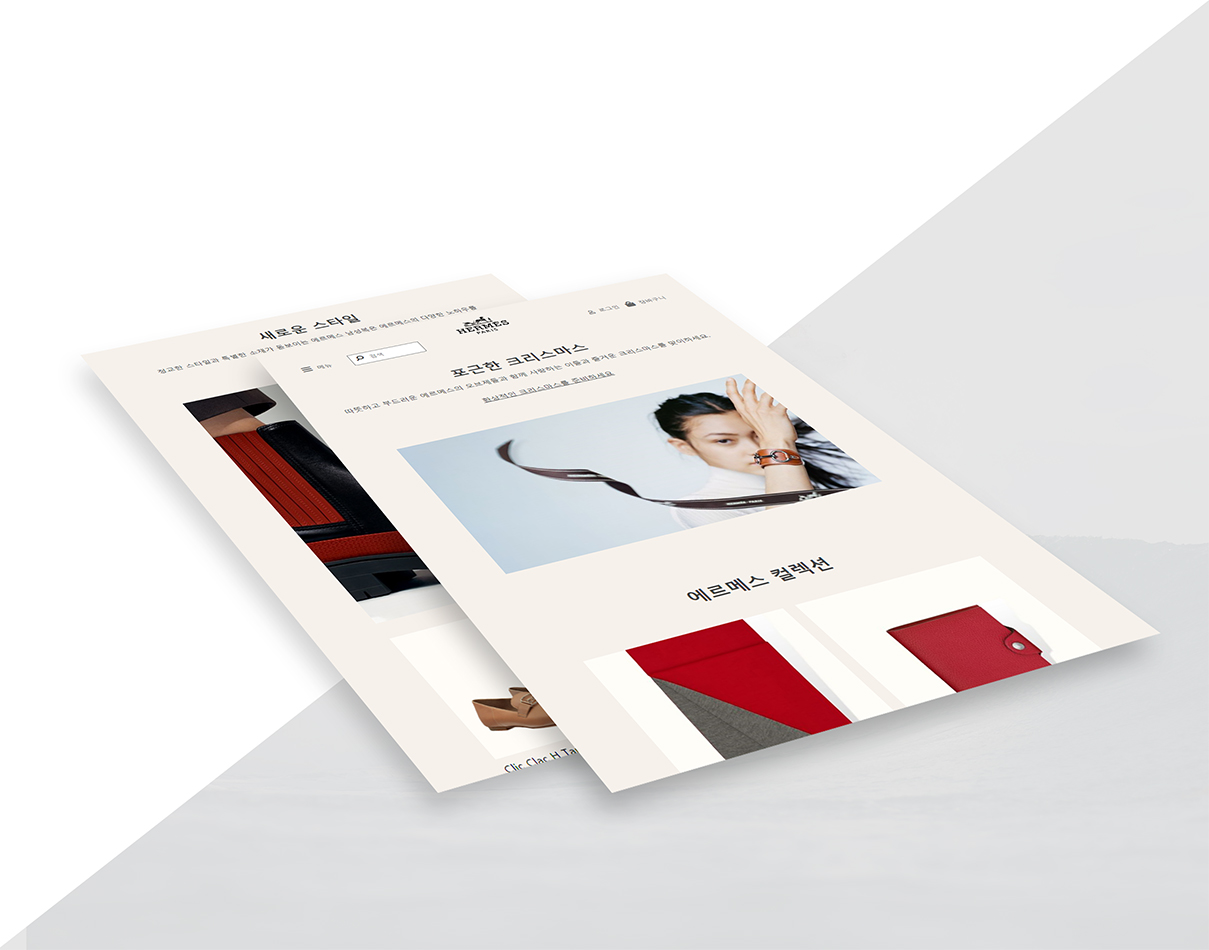 새로운 스타일
정교한 스타일과 특별한 소재가 돋보이는 에르메스 남성복은 에르메스의 다양한 노하우를
Clic Clac H Ta
메뉴
검색
HERMES
PARIS
로그인
장바구니
포근한 크리스마스
따뜻하고 부드러운 에르메스의 오브제들과 함께 사랑하는 이들과 즐거운 크리스마스를 맞이하세요.
환상적인 크리스마스를 준비하세요
에르메스 컬렉션